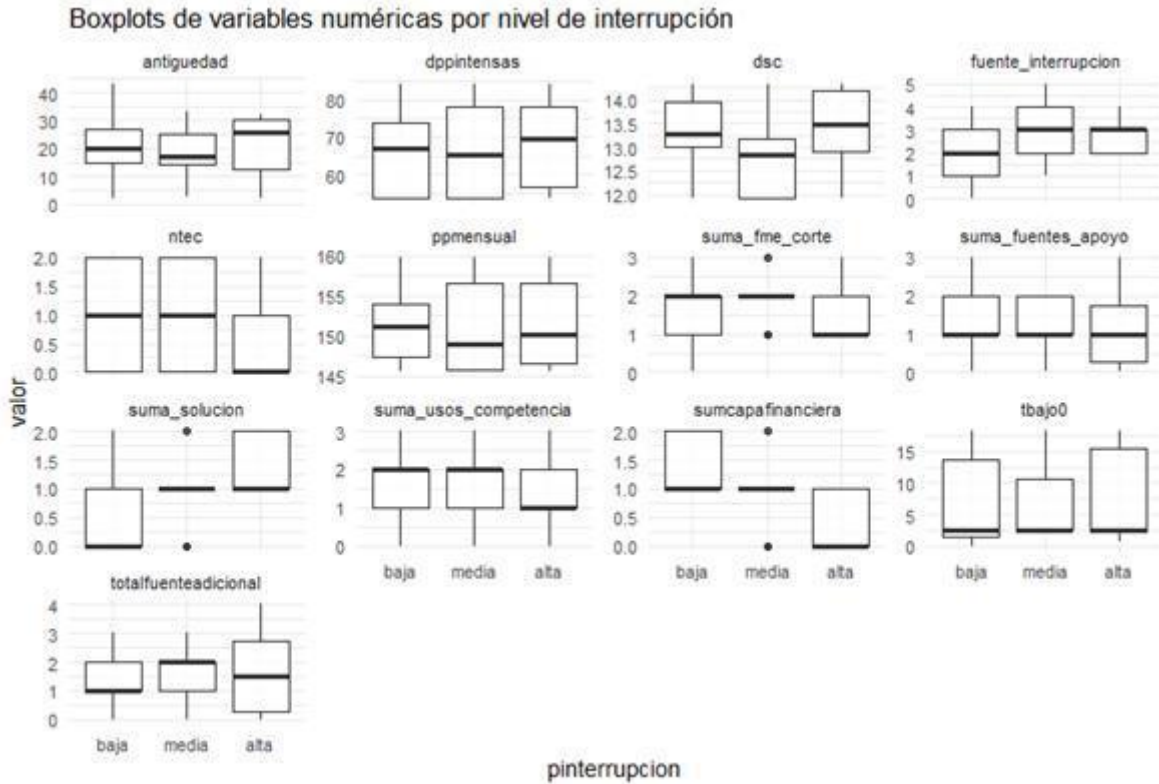 Boxplots de variables numéricas por nivel de interrupción
antiguedad dppintensas dsc fuente_interrupcion
40 30 20 10 0
80 70 60
14.0 13.5 13.0 12.5 12.0
5 4 3 2 1 0
ntec ppmensual suma_fme_corte suma_fuentes_apoyo
2.0 1.5 1.0 0.5 0.0
160 155 150 145
3 2 1 0
3 2 1 0
valor
suma_solucion suma_usos_competencia sumcapafinanciera tbajo0
2.0 1.5 1.0 0.5 0.0
3 2 1 0
2.0 1.5 1.0 0.5 0.0
15 10 5 0
baja media alta baja media alta baja media alta
totalfuenteadicional
4 3 2 1 0
baja media alta
pinterrupcion